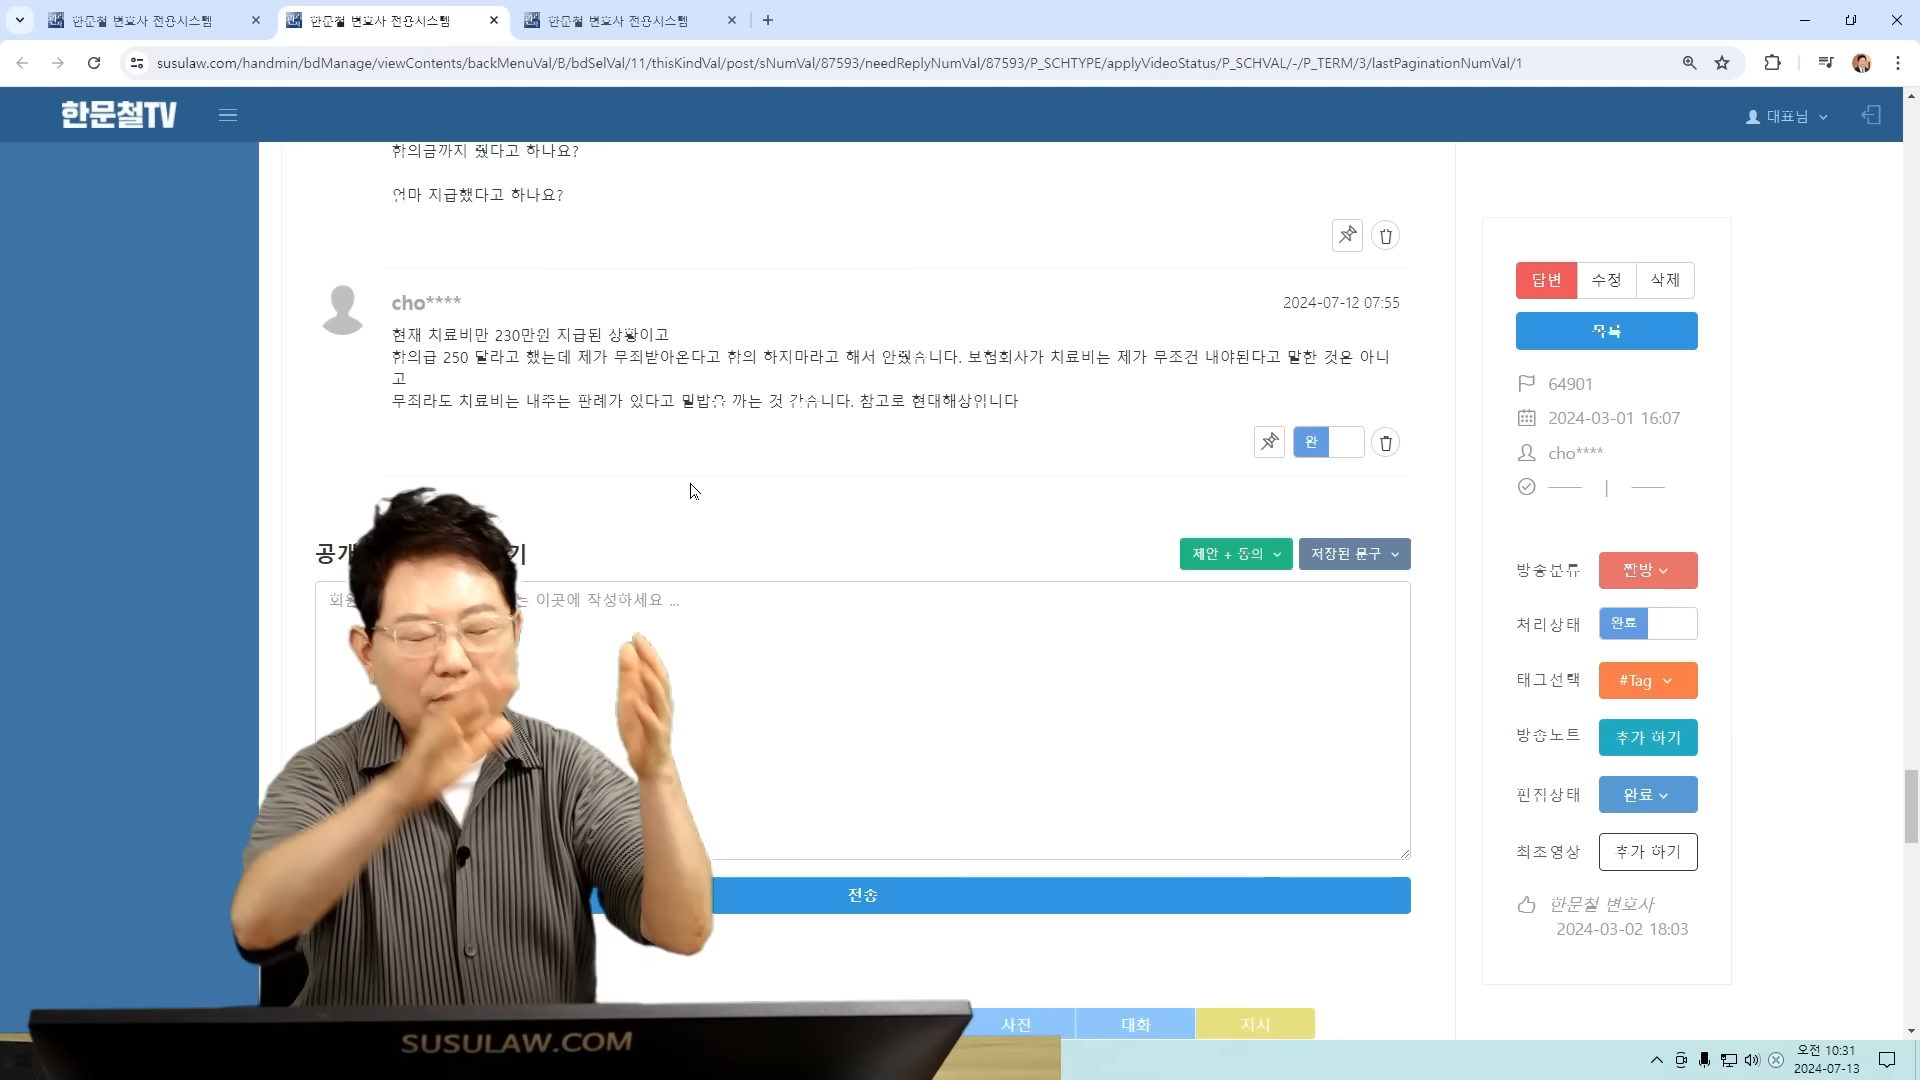 한문철 변호사 전용시스템
한문철 변호사 전용시스템
한문철 변호사 전용시스템
susulaw.com/handmin/bdManage/viewContents/backMenuVal/B/bdSelVal/11/thisKindVal/post/sNumVal/87593/needReplyNumVal/87593/P_SCHTYPE/applyVideoStatus/P_SCHVAL/-/P_TERM/3/lastPaginationNumVal/1
한문철TV
대표님
합의금까지 줬다고 하나요?
얼마 지급했다고 하나요?
cho****
2024-07-12 07:55
현재 치료비만 230만원 지급된 상황이고
합의급 250 달라고 했는데 제가 무죄받아온다고 합의 하지마라고 해서 안줬습니다. 보험회사가 치료비는 제가 무조건 내야된다고 말한 것은 아니
고
무죄라도 치료비는 내주는 판례가 있다고 밑밥을 까는 것 같습니다. 참고로 현대해상입니다
완
공개
기
제안 + 동의
저장된 문구
회원
는 이곳에 작성하세요 ...
전송
사진
대화
지시
답변
수정
삭제
목록
64901
2024-03-01 16:07
cho****
방송분류
짠방
처리상태
완료
태그선택
#Tag
방송노트
추가 하기
편집상태
완료
최초영상
추가 하기
한문철 변호사
2024-03-02 18:03
SUSULAW.COM
오전 10:31
2024-07-13